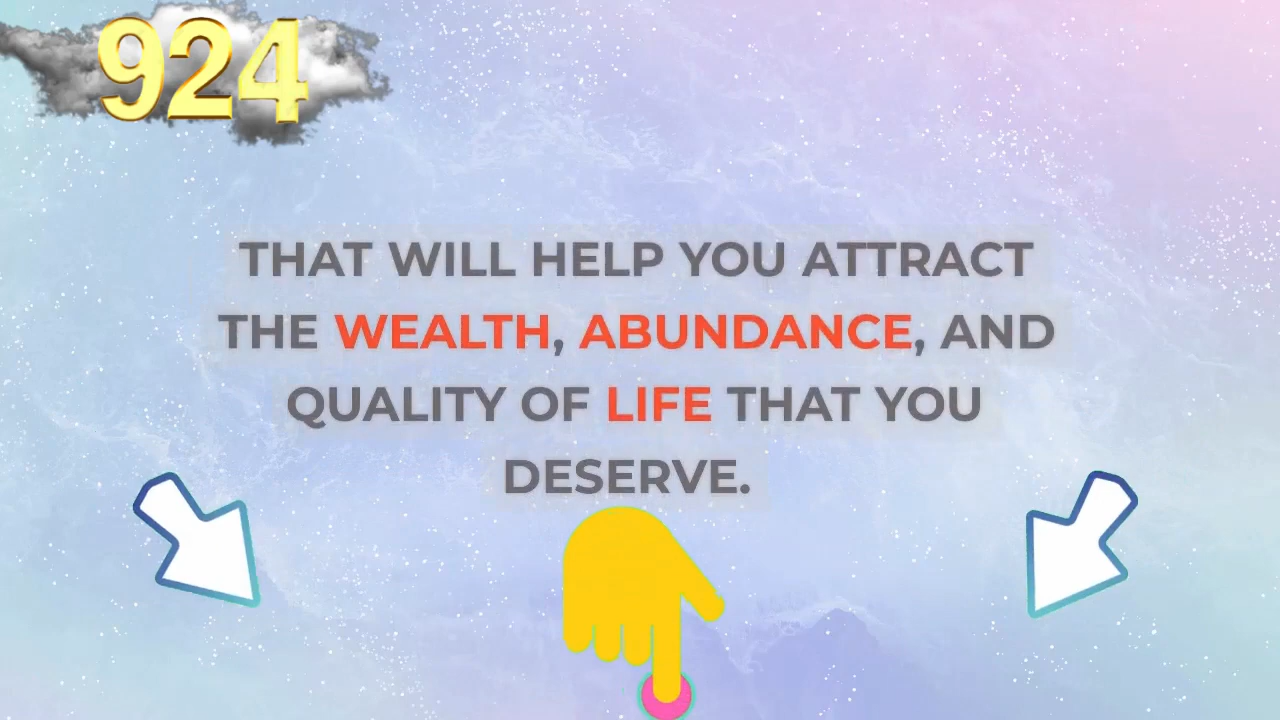 924
THAT WILL HELP YOU ATTRACT
THE WEALTH, ABUNDANCE, AND
QUALITY OF LIFE THAT YOU
DESERVE.